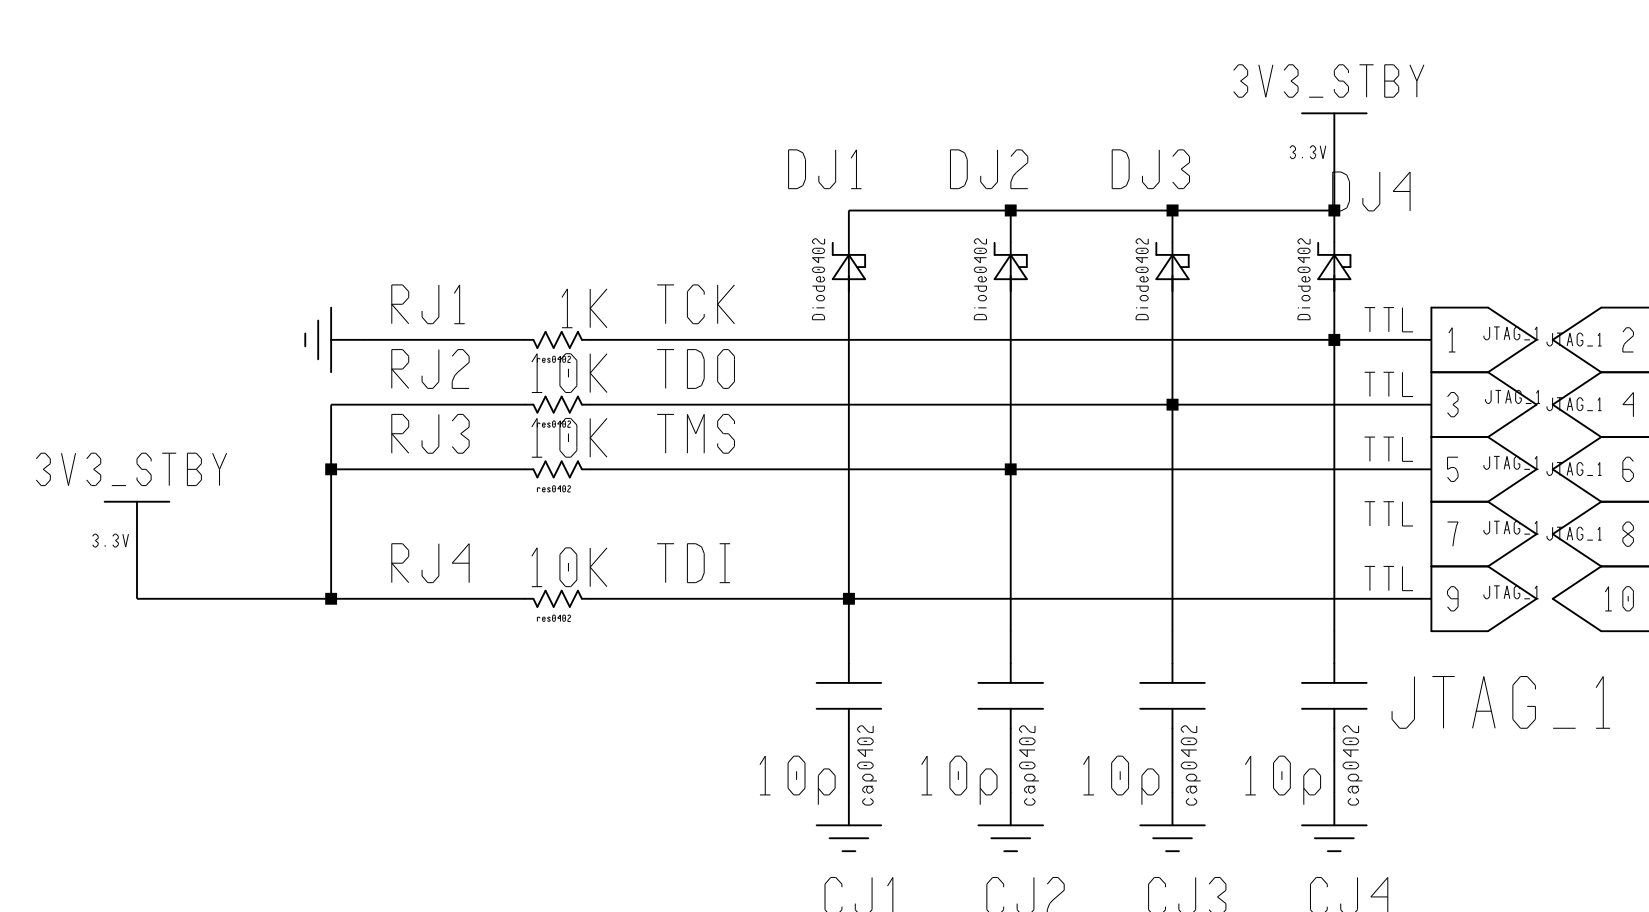 3V3_STBY
3.3V
DJ1 DJ2 DJ3 DJ4
Diode0402 Diode0402 Diode0402 Diode0402
RJ1 1K TCK TTL
res0402
1 JTAG_1 JTAG_1 2
RJ2 10K TDO TTL
res0402
3 JTAG_1 JTAG_1 4
RJ3 10K TMS TTL
res0402
5 JTAG_1 JTAG_1 6
3V3_STBY
3.3V
TTL
7 JTAG_1 JTAG_1 8
RJ4 10K TDI TTL
res0402
9 JTAG_1 10
JTAG_1
10p cap0402 10p cap0402 10p cap0402 10p cap0402
CJ1 CJ2 CJ3 CJ4